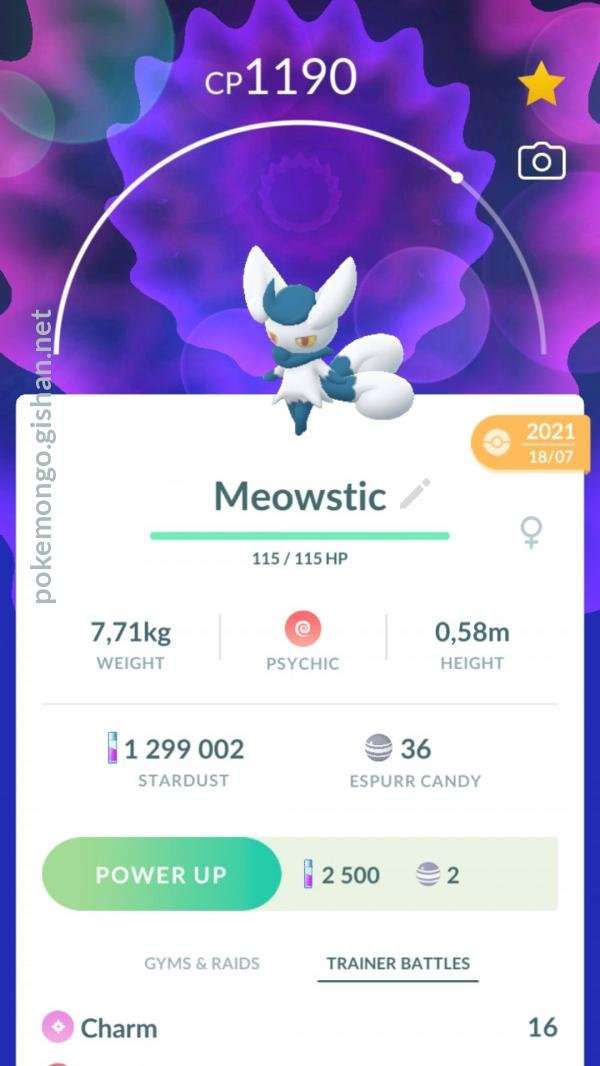 CP1190
pokemongo.gishan.net
2021
18/07
Meowstic
115 / 115 HP
7,71kg
WEIGHT
PSYCHIC
0,58m
HEIGHT
1 299 002
STARDUST
36
ESPURR CANDY
POWER UP
2 500
2
GYMS & RAIDS
TRAINER BATTLES
Charm
16